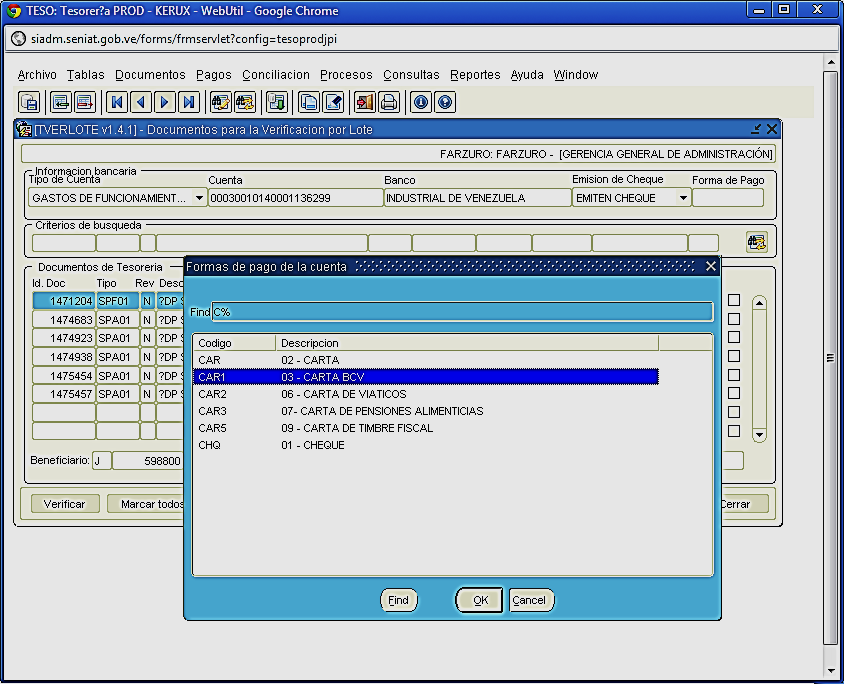 TESO: Tesorer?a PROD - KERUX - WebUtil - Google Chrome
siadm.seniat.gob.ve/forms/frmservlet?config=tesoprodjpi
Archivo Tablas Documentos Pagos Conciliacion Procesos Consultas Reportes Ayuda Window
[TVERLOTE v1.4.1] - Documentos para la Verificacion por Lote
FARZURO: FARZURO - [GERENCIA GENERAL DE ADMINISTRACIÓN]
Informacion bancaria
Tipo de Cuenta Cuenta Banco Emision de Cheque Forma de Pago
GASTOS DE FUNCIONAMIENT... 00030010140001136299 INDUSTRIAL DE VENEZUELA EMITEN CHEQUE
Criterios de busqueda
Formas de pago de la cuenta
Documentos de Tesoreria
Id. Doc Tipo Rev Desc
1471204 SPF01 N ?DP S
1474683 SPA01 N ?DP S
1474923 SPA01 N ?DP S
1474938 SPA01 N ?DP S
1475454 SPA01 N ?DP S
1475457 SPA01 N ?DP S
Beneficiario: J 598800
Verificar Marcar todos Cerrar
Find C%
Codigo Descripcion
CAR 02 - CARTA
CAR1 03 - CARTA BCV
CAR2 06 - CARTA DE VIATICOS
CAR3 07- CARTA DE PENSIONES ALIMENTICIAS
CAR5 09 - CARTA DE TIMBRE FISCAL
CHQ 01 - CHEQUE
Find OK Cancel